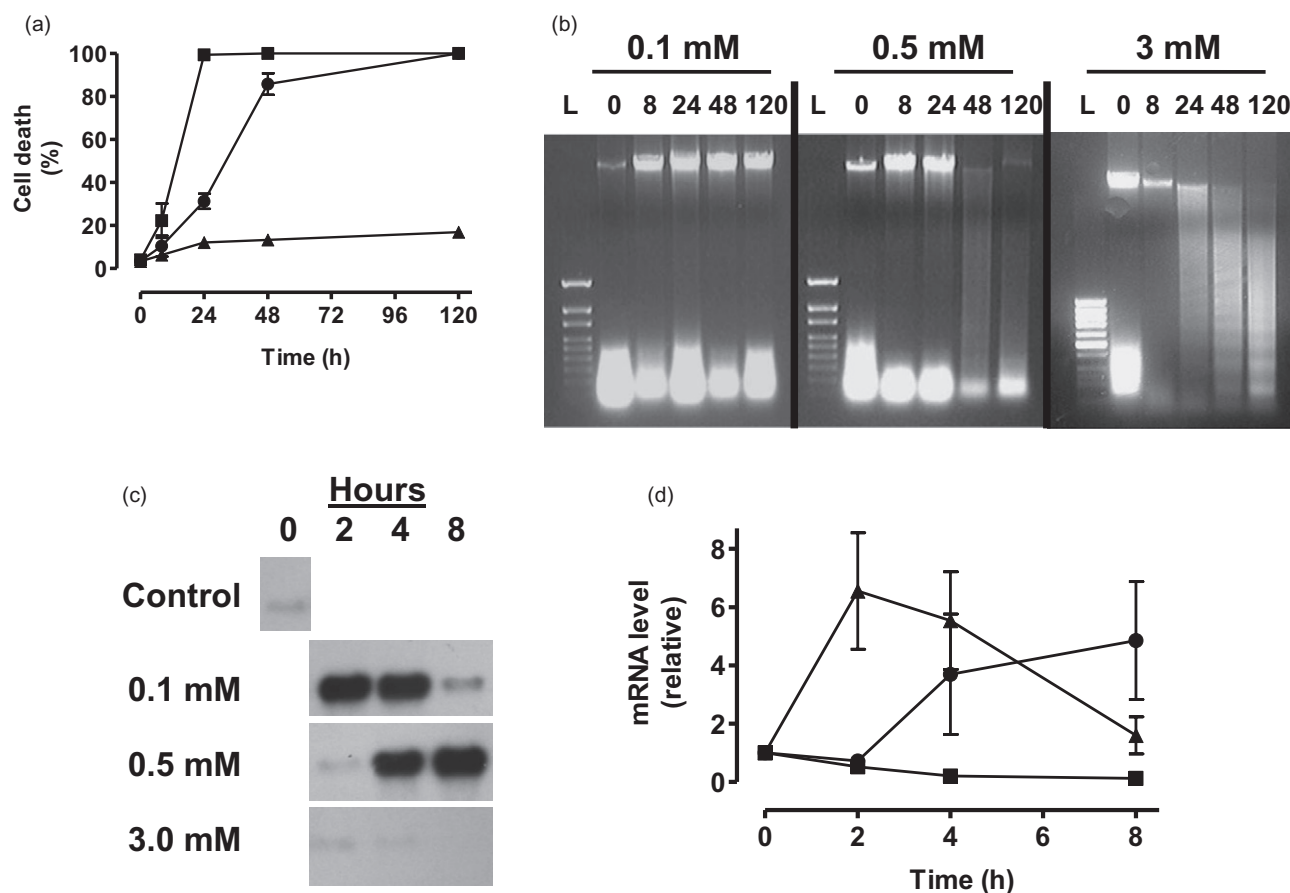 (a)
100
80
60
40
20
0
Cell death
(%)
0 24 48 72 96 120
Time (h)
(b)
0.1 mM 0.5 mM 3 mM
L 0 8 24 48 120 L 0 8 24 48 120 L 0 8 24 48 120
(c)
Hours
0 2 4 8
Control
0.1 mM
0.5 mM
3.0 mM
(d)
8
6
4
2
0
mRNA level
(relative)
0 2 4 6 8
Time (h)